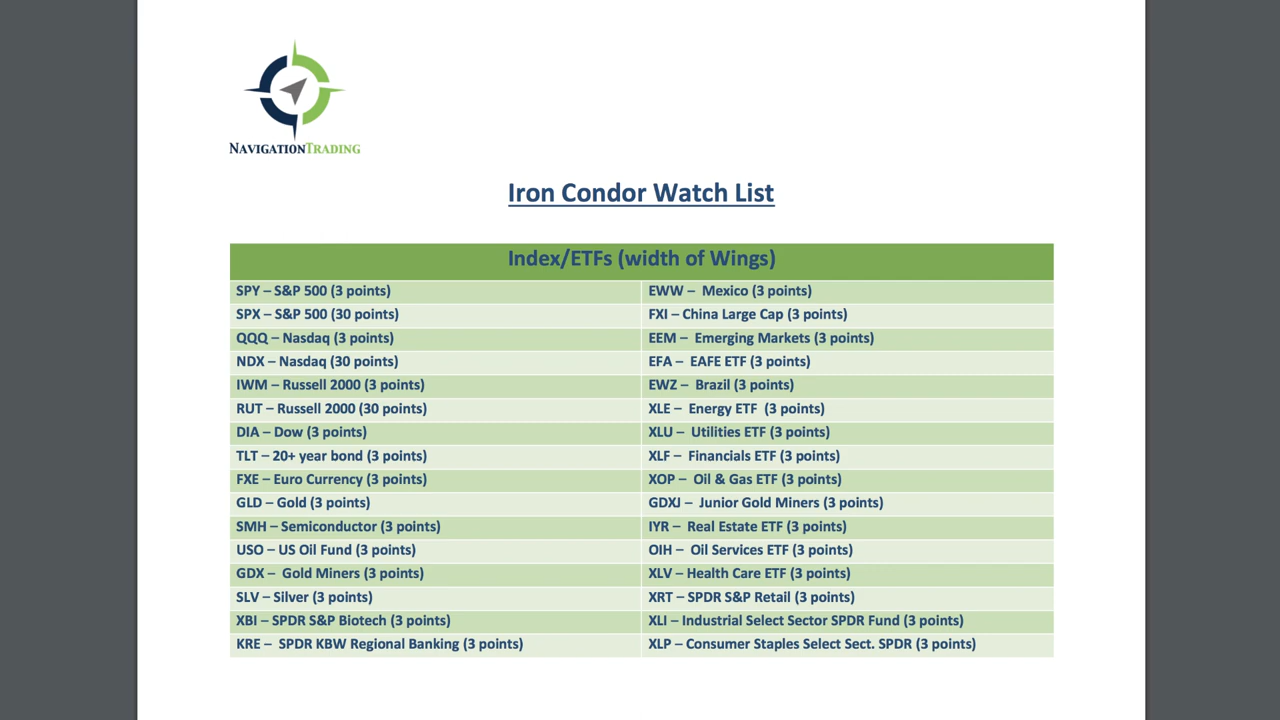 NAVIGATIONTRADING
Iron Condor Watch List
Index/ETFs (width of Wings)
SPY – S&P 500 (3 points)
EWW – Mexico (3 points)
SPX – S&P 500 (30 points)
FXI – China Large Cap (3 points)
QQQ – Nasdaq (3 points)
EEM – Emerging Markets (3 points)
NDX – Nasdaq (30 points)
EFA – EAFE ETF (3 points)
IWM – Russell 2000 (3 points)
EWZ – Brazil (3 points)
RUT – Russell 2000 (30 points)
XLE – Energy ETF (3 points)
DIA – Dow (3 points)
XLU – Utilities ETF (3 points)
TLT – 20+ year bond (3 points)
XLF – Financials ETF (3 points)
FXE – Euro Currency (3 points)
XOP – Oil & Gas ETF (3 points)
GLD – Gold (3 points)
GDXJ – Junior Gold Miners (3 points)
SMH – Semiconductor (3 points)
IYR – Real Estate ETF (3 points)
USO – US Oil Fund (3 points)
OIH – Oil Services ETF (3 points)
GDX – Gold Miners (3 points)
XLV – Health Care ETF (3 points)
SLV – Silver (3 points)
XRT – SPDR S&P Retail (3 points)
XBI – SPDR S&P Biotech (3 points)
XLI – Industrial Select Sector SPDR Fund (3 points)
KRE – SPDR KBW Regional Banking (3 points)
XLP – Consumer Staples Select Sect. SPDR (3 points)